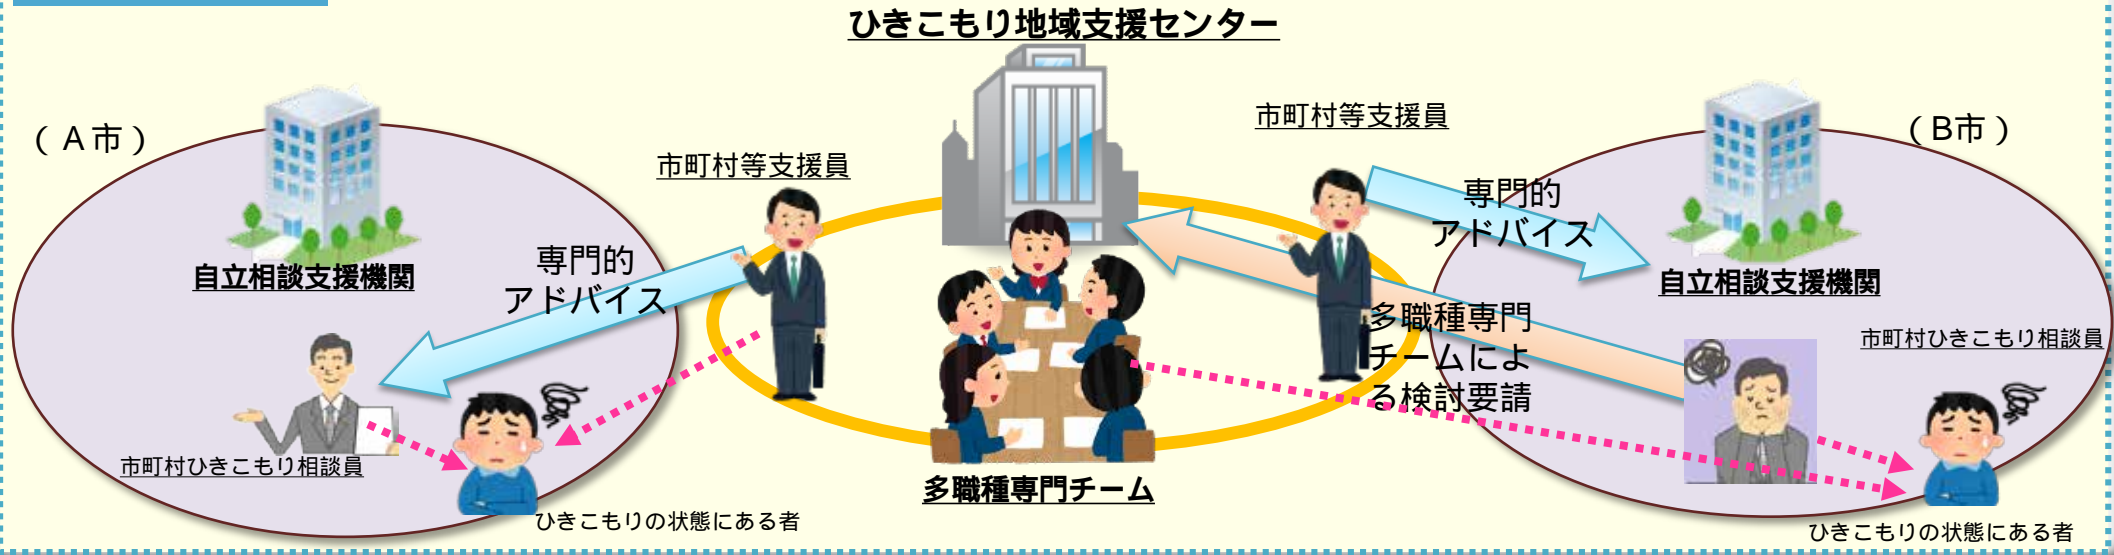 ひきこもり地域支援センター
（Ａ市）
市町村等支援員
市町村等支援員
（B市）
専門的
アドバイス
専門的
アドバイス
自立相談支援機関
自立相談支援機関
多職種専門
チームによ
る検討要請
市町村ひきこもり相談員
市町村ひきこもり相談員
多職種専門チーム
ひきこもりの状態にある者
ひきこもりの状態にある者